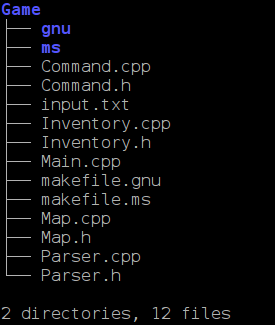 Game
├── gnu
├── ms
├── Command.cpp
├── Command.h
├── input.txt
├── Inventory.cpp
├── Inventory.h
├── Main.cpp
├── makefile.gnu
├── makefile.ms
├── Map.cpp
├── Map.h
├── Parser.cpp
└── Parser.h
2 directories, 12 files